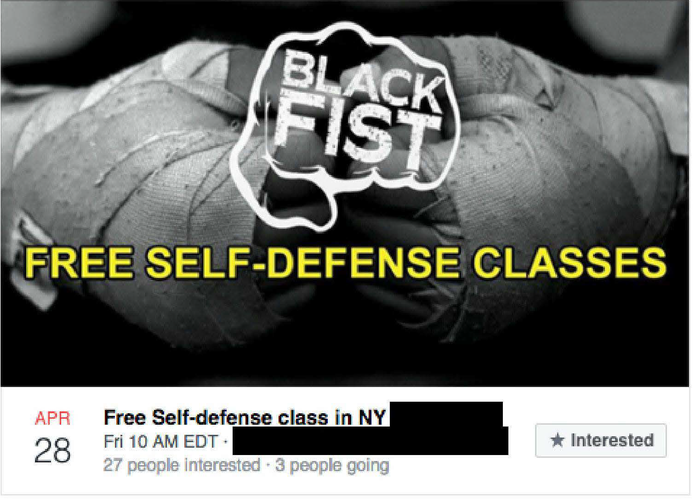 BLACK
FIST
FREE SELF-DEFENSE CLASSES
APR
28
Free Self-defense class in NY
Fri 10 AM EDT ·
27 people interested · 3 people going
★ Interested